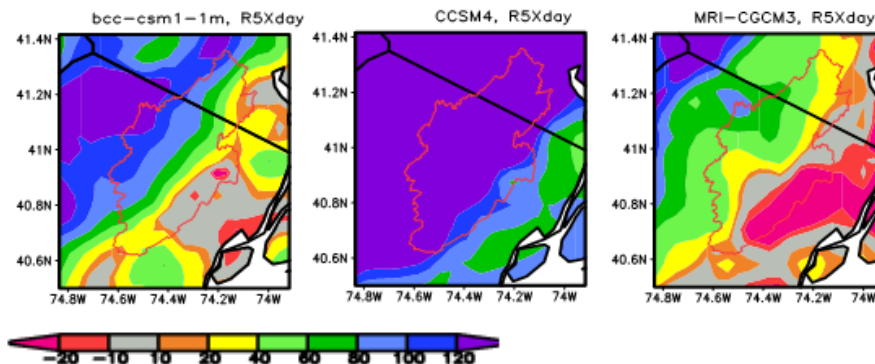 bcc-csm1-1m, R5Xday
CCSM4, R5Xday
MRI-CGCM3, R5Xday
41.4N
41.2N
41N
40.8N
40.6N
74.8W 74.6W 74.4W 74.2W 74W
41.4N
41.2N
41N
40.8N
40.6N
74.8W 74.6W 74.4W 74.2W 74W
41.4N
41.2N
41N
40.8N
40.6N
74.8W 74.6W 74.4W 74.2W 74W
-20 -10 10 20 40 60 80 100 120